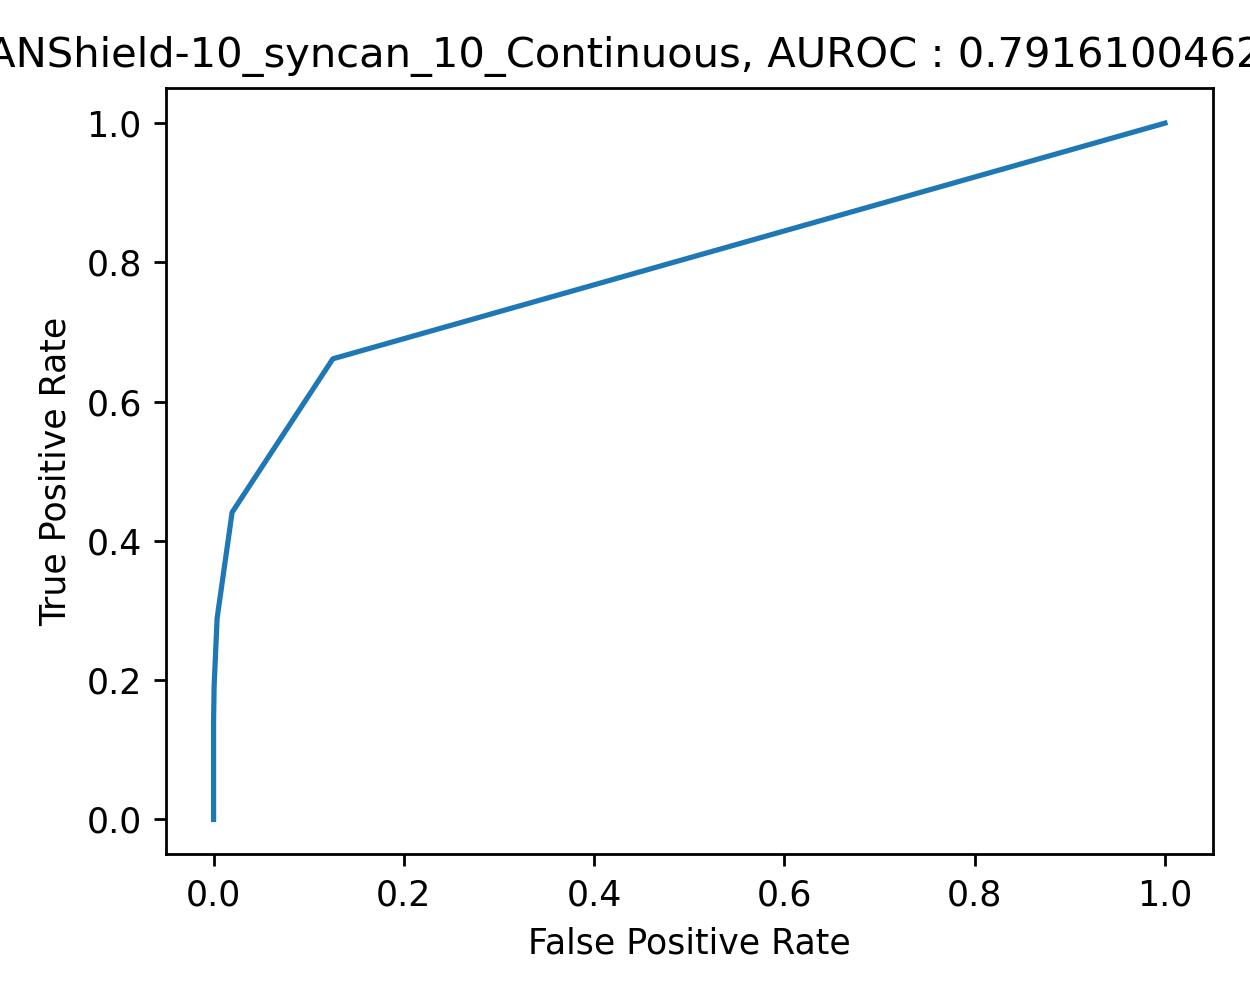 ANShield-10_syncan_10_Continuous, AUROC : 0.7916100462
1.0
0.8
0.6
0.4
0.2
0.0
True Positive Rate
0.0 0.2 0.4 0.6 0.8 1.0
False Positive Rate